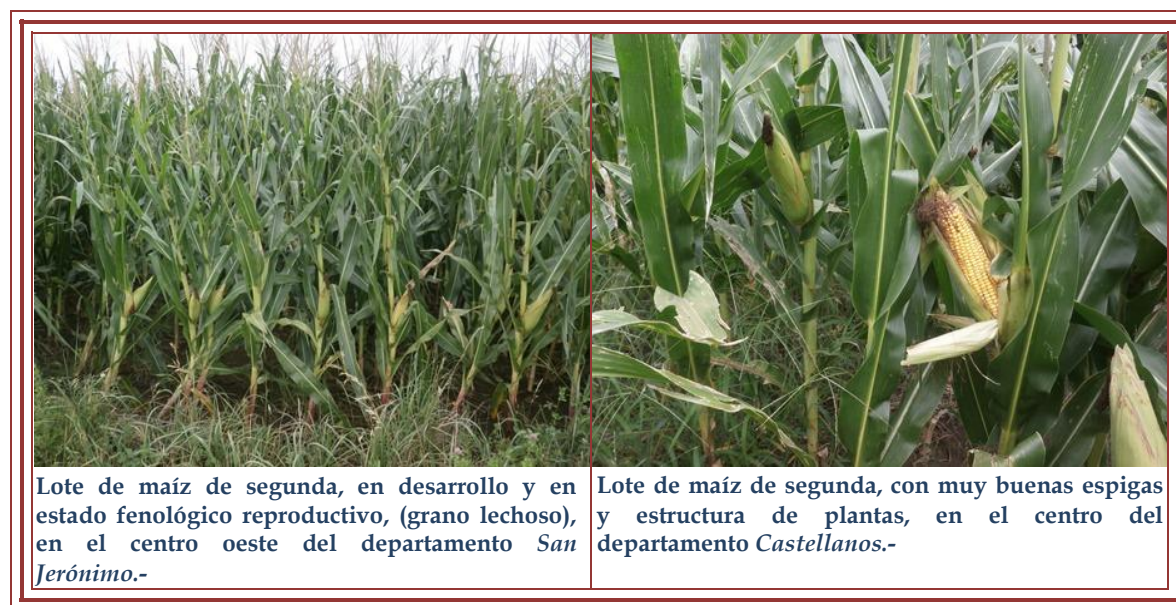 Lote de maíz de segunda, en desarrollo y en
estado fenológico reproductivo, (grano lechoso),
en el centro oeste del departamento San
Jerónimo.-
Lote de maíz de segunda, con muy buenas espigas
y estructura de plantas, en el centro del
departamento Castellanos.-